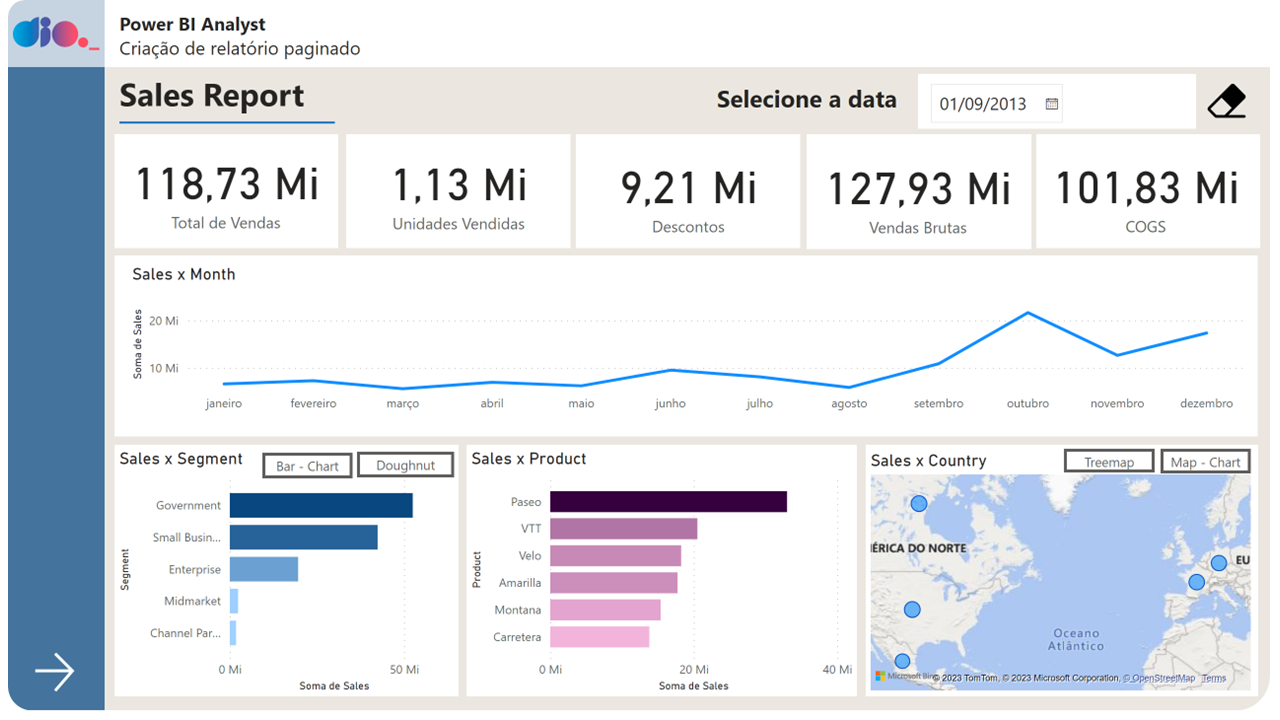 dio._
Power BI Analyst
Criação de relatório paginado
Sales Report
Selecione a data
01/09/2013
118,73 Mi
Total de Vendas
1,13 Mi
Unidades Vendidas
9,21 Mi
Descontos
127,93 Mi
Vendas Brutas
101,83 Mi
COGS
Sales x Month
Soma de Sales
20 Mi
10 Mi
janeiro fevereiro março abril maio junho julho agosto setembro outubro novembro dezembro
Sales x Segment
Bar - Chart
Doughnut
Segment
Government
Small Busin...
Enterprise
Midmarket
Channel Par...
0 Mi 50 Mi
Soma de Sales
Sales x Product
Product
Paseo
VTT
Velo
Amarilla
Montana
Carretera
0 Mi 20 Mi 40 Mi
Soma de Sales
Sales x Country
Treemap
Map - Chart
ÉRICA DO NORTE
EU
Oceano
Atlântico
Microsoft Bing
© 2023 TomTom, © 2023 Microsoft Corporation, © OpenStreetMap Terms